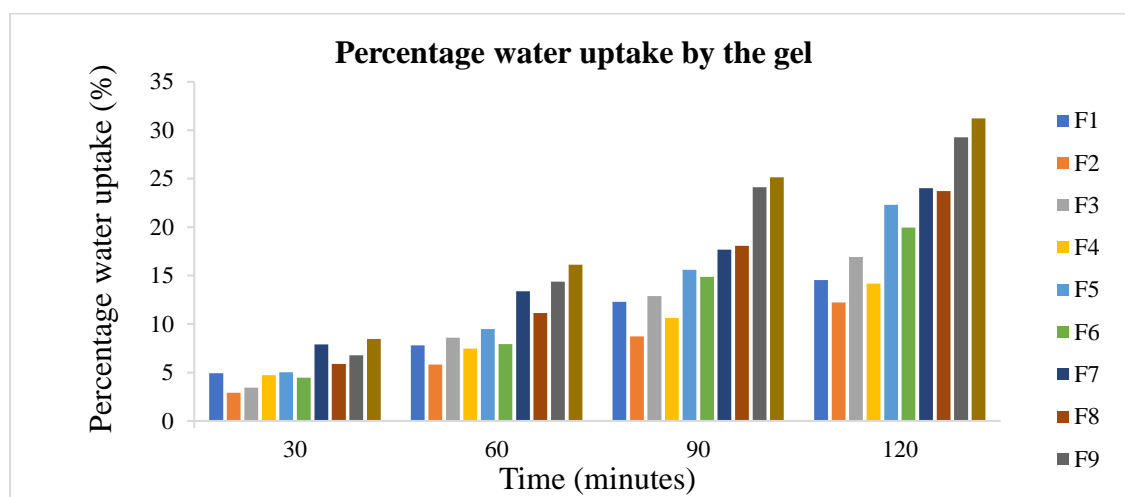 Percentage water uptake by the gel
Percentage water uptake (%)
35
30
25
20
15
10
5
0
30 60 90 120
Time (minutes)
F1
F2
F3
F4
F5
F6
F7
F8
F9